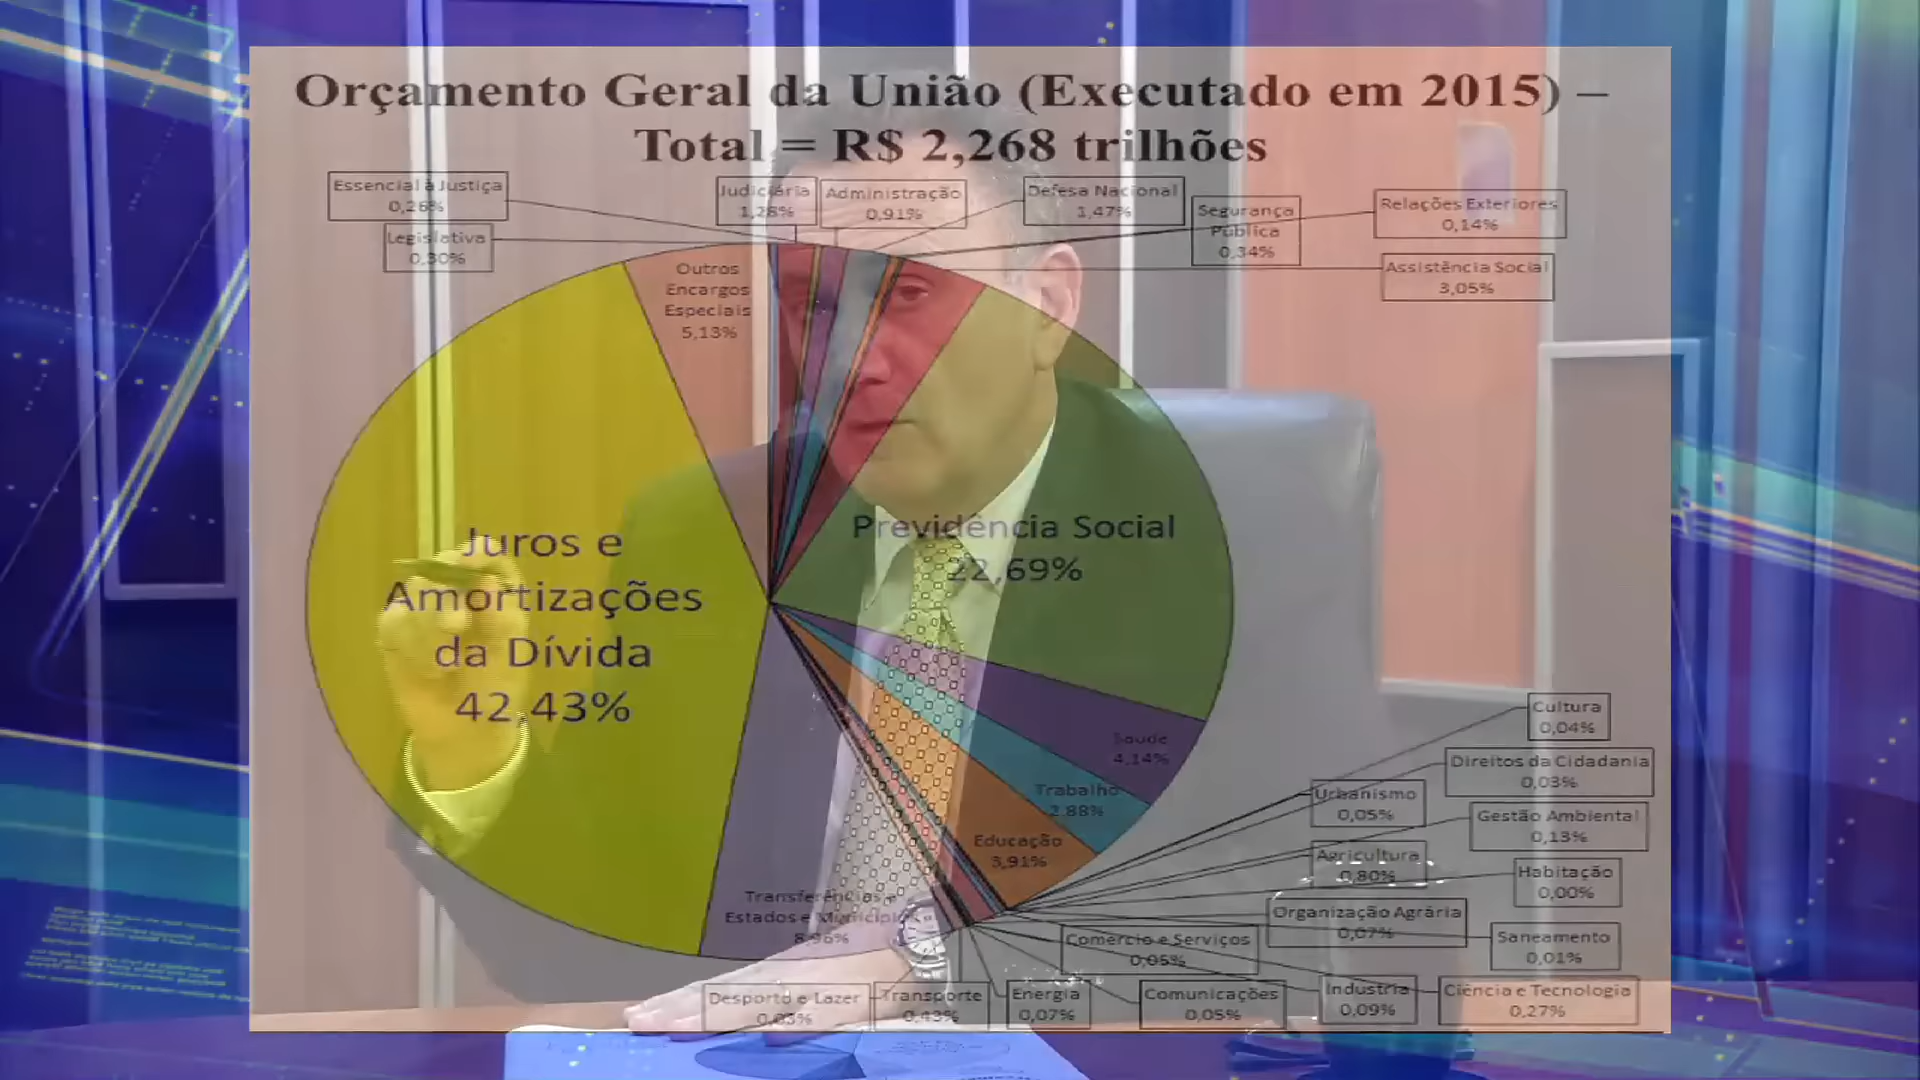 Orçamento Geral da União (Executado em 2015) –
Total = R$ 2,268 trilhões
Essencial à Justiça
0,26%
Legislativa
0,30%
Judiciária
1,28%
Administração
0,91%
Defesa Nacional
1,47%
Segurança
Pública
0,34%
Relações Exteriores
0,14%
Assistência Social
3,05%
Outros
Encargos
Especiais
5,13%
Previdência Social
22,69%
Juros e
Amortizações
da Dívida
42,43%
Saúde
4,14%
Trabalho
2,88%
Educação
3,91%
Transferências a
Estados e Municípios
8,96%
Cultura
0,04%
Direitos da Cidadania
0,03%
Urbanismo
0,05%
Gestão Ambiental
0,13%
Agricultura
0,80%
Habitação
0,00%
Organização Agrária
0,07%
Saneamento
0,01%
Comércio e Serviços
0,05%
Desporto e Lazer
0,03%
Transporte
0,43%
Energia
0,07%
Comunicações
0,05%
Indústria
0,09%
Ciência e Tecnologia
0,27%